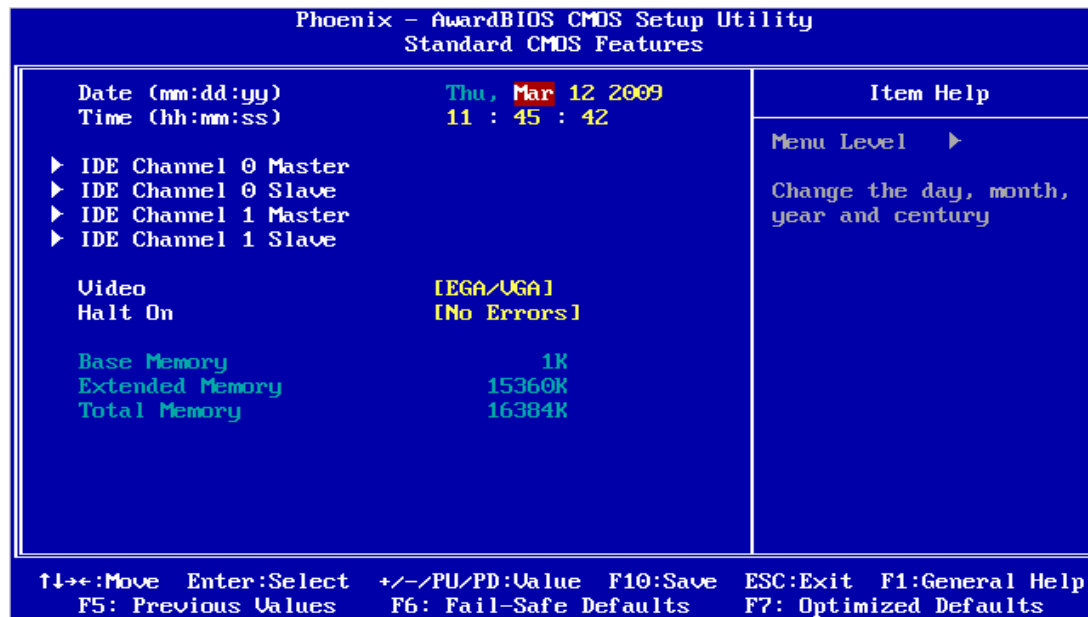 Phoenix - AwardBIOS CMOS Setup Utility
Standard CMOS Features
Date (mm:dd:yy) Thu, Mar 12 2009
Time (hh:mm:ss) 11 : 45 : 42
▶ IDE Channel 0 Master
▶ IDE Channel 0 Slave
▶ IDE Channel 1 Master
▶ IDE Channel 1 Slave
Video [EGA/VGA]
Halt On [No Errors]
Base Memory 1K
Extended Memory 15360K
Total Memory 16384K
Item Help
Menu Level ▶
Change the day, month,
year and century
↑↓→←:Move Enter:Select +/-/PU/PD:Value F10:Save ESC:Exit F1:General Help
F5: Previous Values F6: Fail-Safe Defaults F7: Optimized Defaults